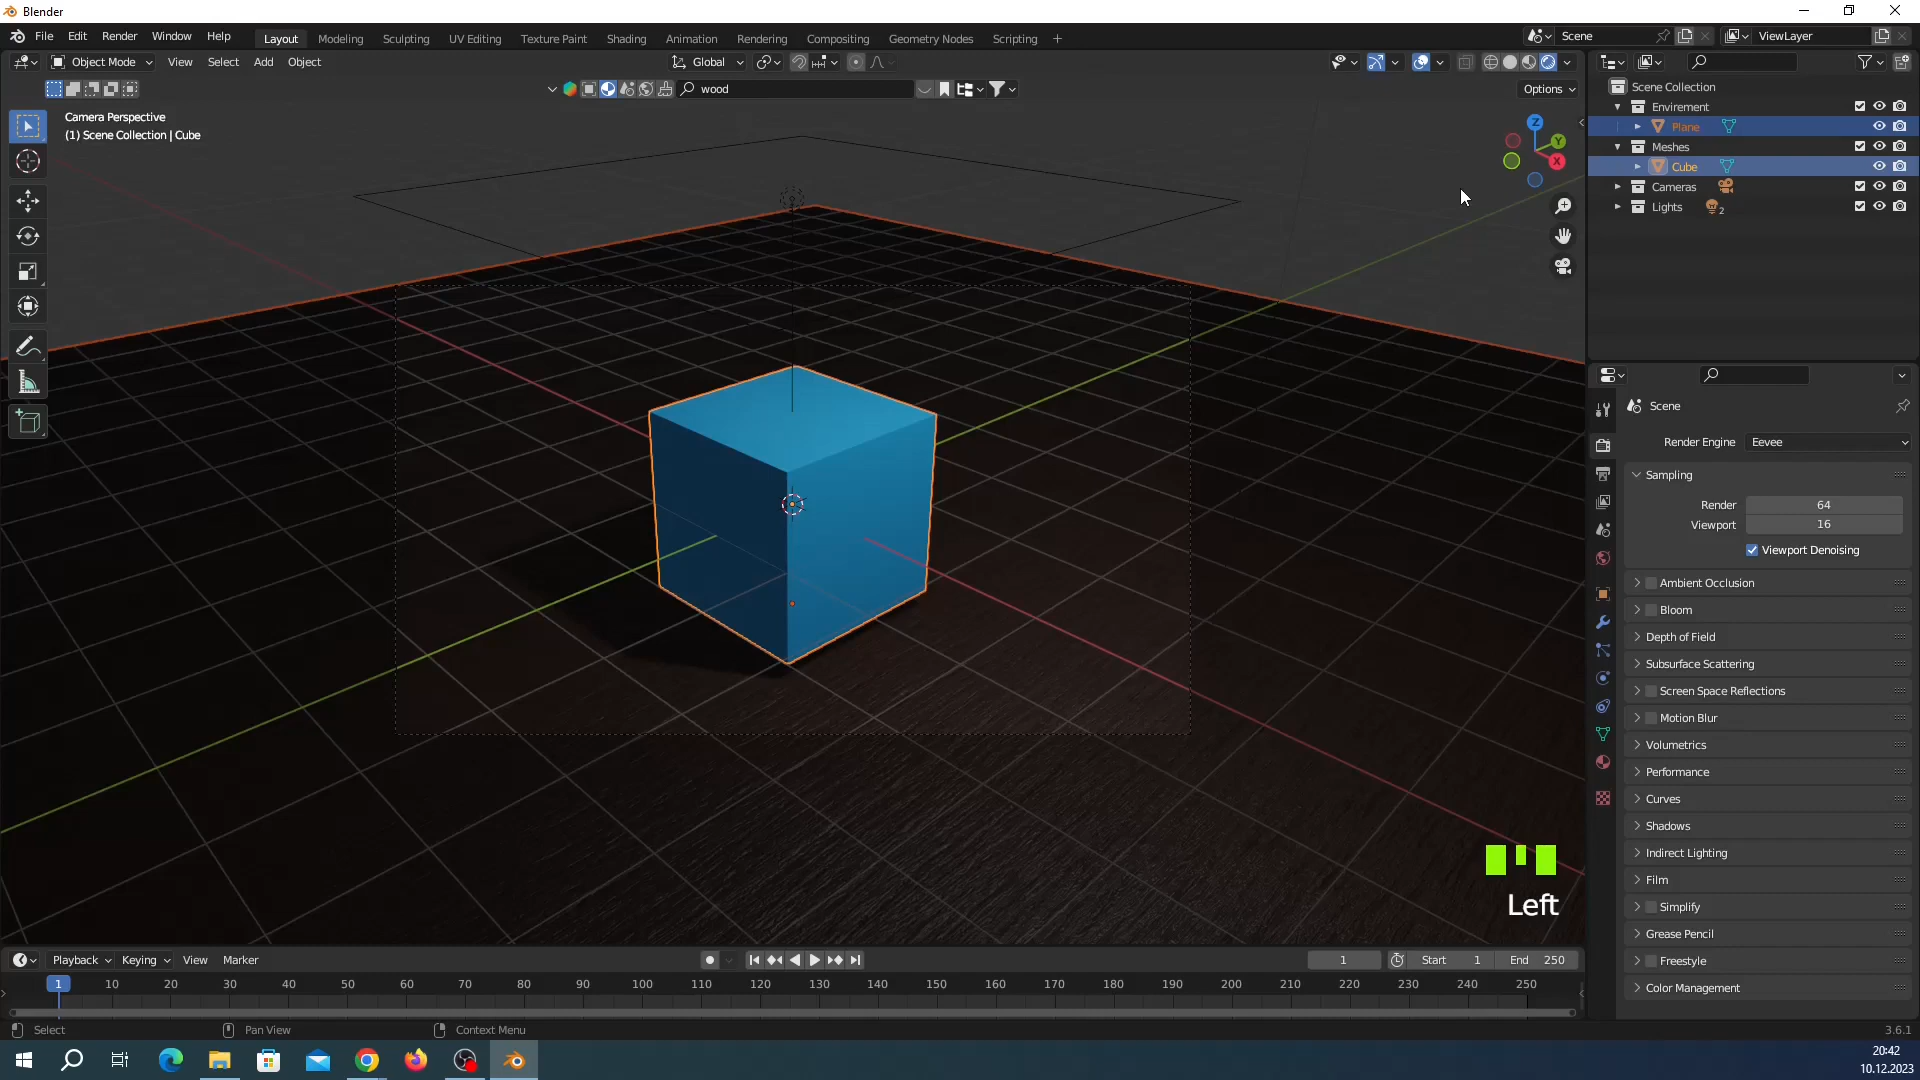 Blender
File Edit Render Window Help
Layout Modeling Sculpting UV Editing Texture Paint Shading Animation Rendering Compositing Geometry Nodes Scripting +
Scene
ViewLayer
Object Mode View Select Add Object
Global
wood
Options
Camera Perspective
(1) Scene Collection | Cube
Z
Y
X
Scene Collection
Envirement
Plane
Meshes
Cube
Cameras
Lights
2
Scene
Render Engine Eevee
Sampling
Render 64
Viewport 16
Viewport Denoising
Ambient Occlusion
Bloom
Depth of Field
Subsurface Scattering
Screen Space Reflections
Motion Blur
Volumetrics
Performance
Curves
Shadows
Indirect Lighting
Film
Simplify
Grease Pencil
Freestyle
Color Management
Left
Playback Keying View Marker
1 Start 1 End 250
1 10 20 30 40 50 60 70 80 90 100 110 120 130 140 150 160 170 180 190 200 210 220 230 240 250
Select Pan View Context Menu
3.6.1
20:42
10.12.2023